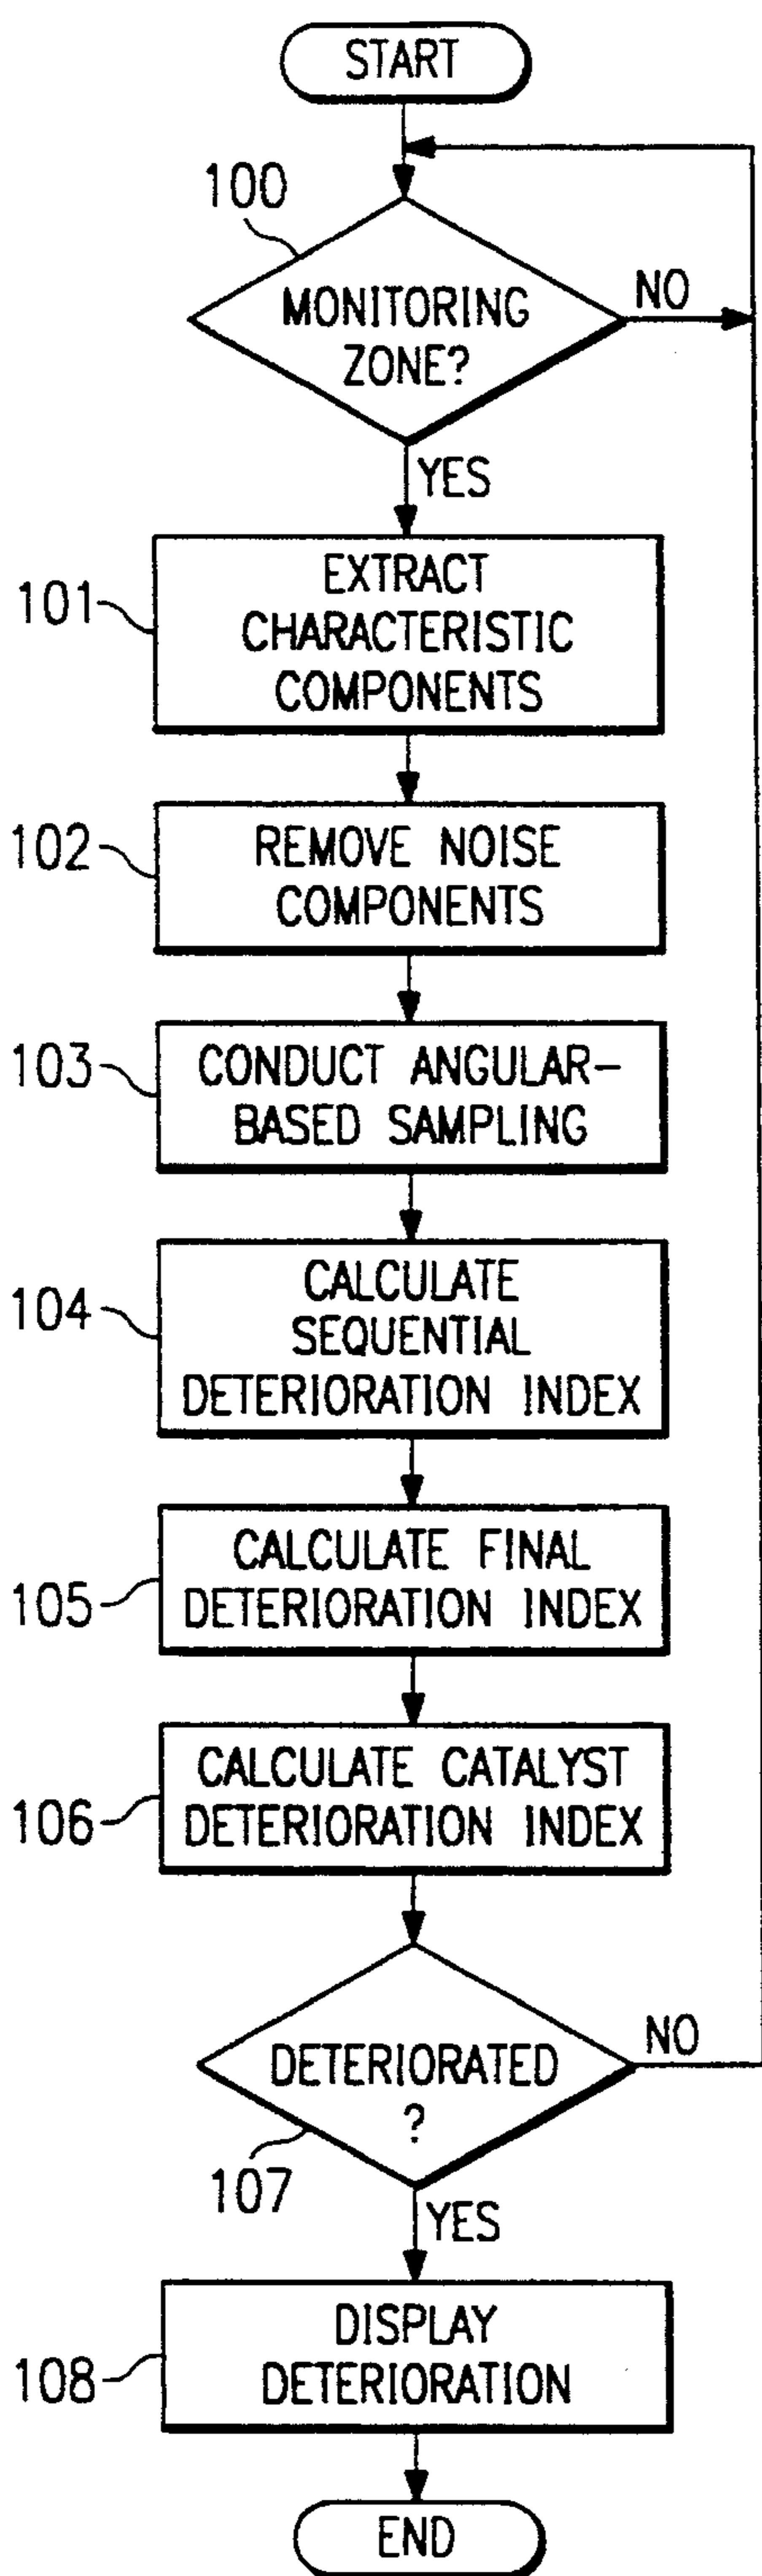 START
100
MONITORING
ZONE?
NO
YES
101
EXTRACT
CHARACTERISTIC
COMPONENTS
102
REMOVE NOISE
COMPONENTS
103
CONDUCT ANGULAR-
BASED SAMPLING
104
CALCULATE
SEQUENTIAL
DETERIORATION INDEX
105
CALCULATE FINAL
DETERIORATION INDEX
106
CALCULATE CATALYST
DETERIORATION INDEX
DETERIORATED
?
NO
107
YES
108
DISPLAY
DETERIORATION
END